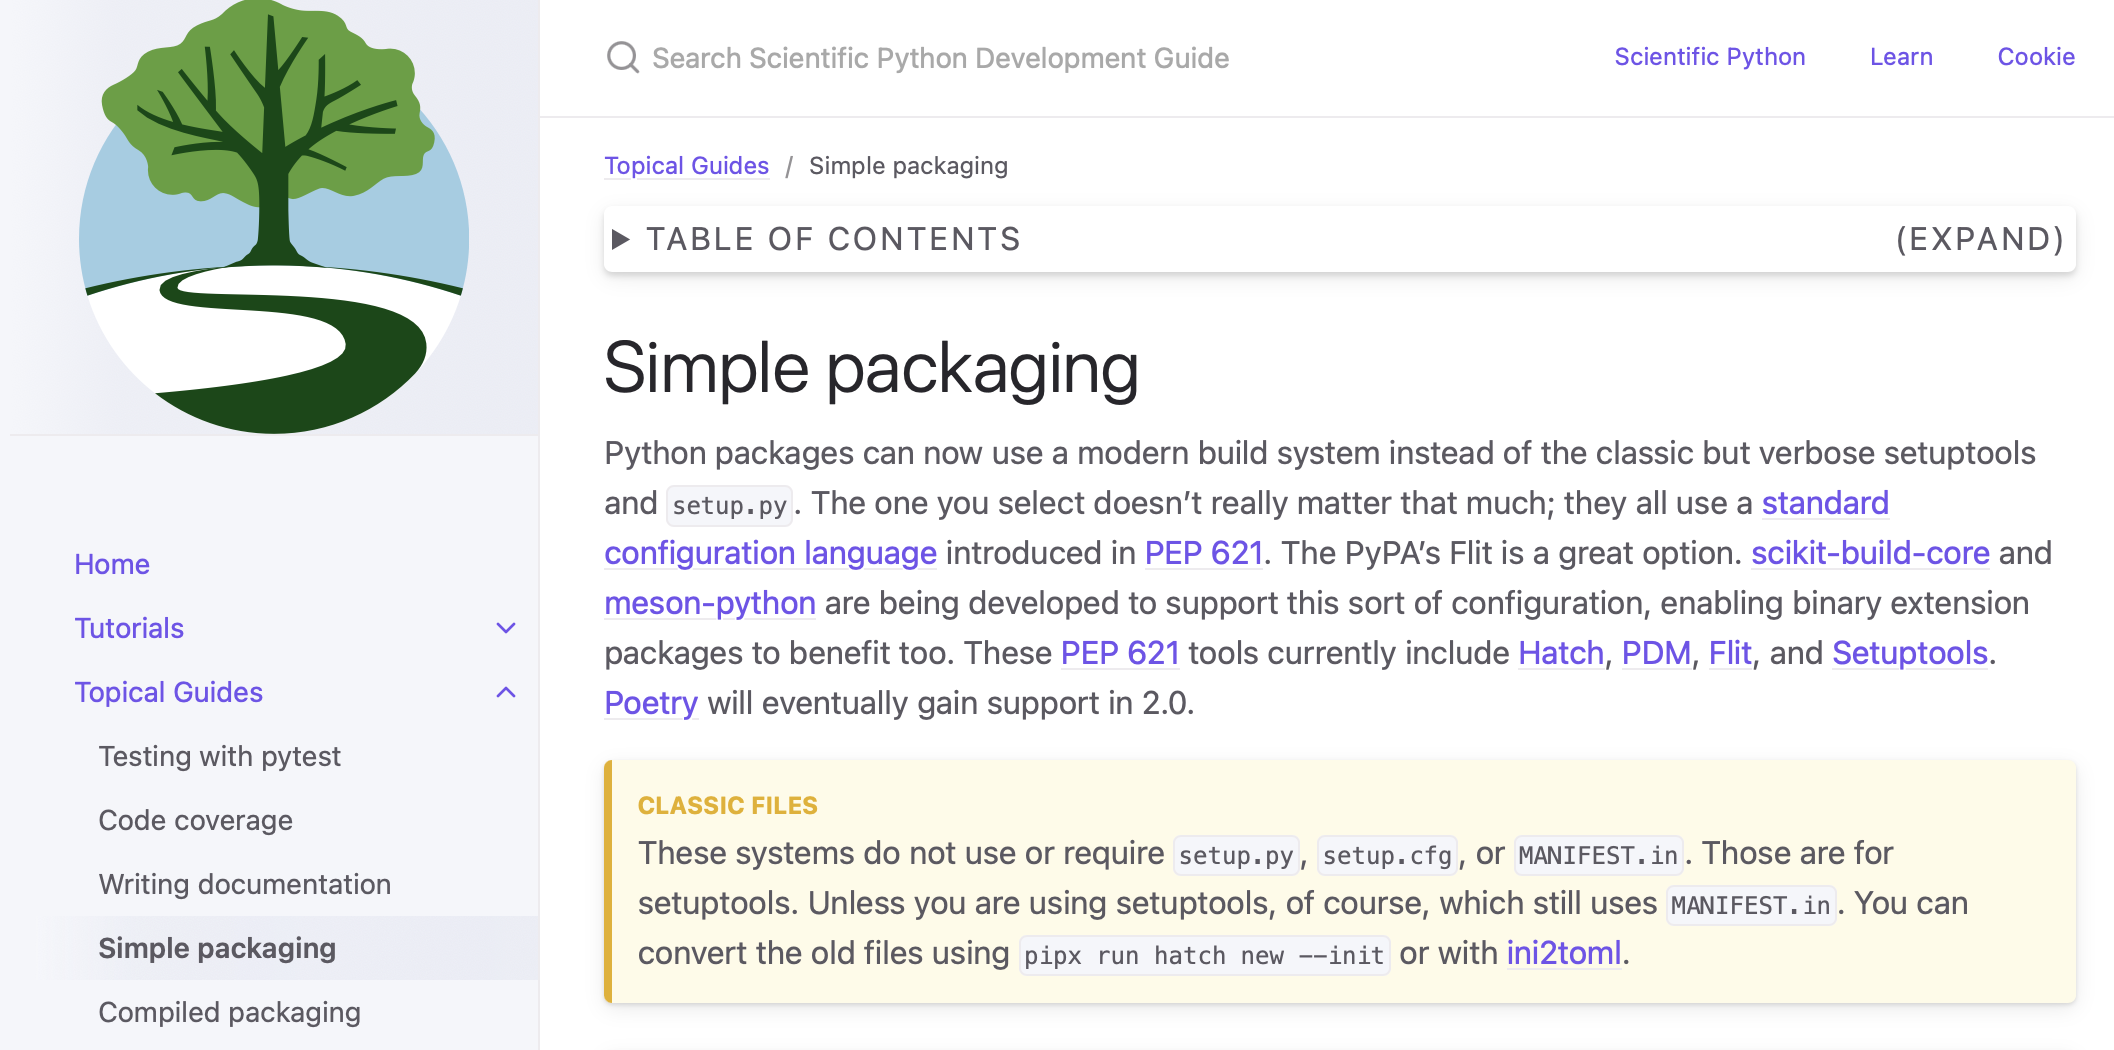 Search Scientific Python Development Guide
Scientific Python
Learn
Cookie
Topical Guides / Simple packaging
TABLE OF CONTENTS (EXPAND)
Simple packaging
Python packages can now use a modern build system instead of the classic but verbose setuptools
and setup.py. The one you select doesn’t really matter that much; they all use a standard
configuration language introduced in PEP 621. The PyPA’s Flit is a great option. scikit-build-core and
meson-python are being developed to support this sort of configuration, enabling binary extension
packages to benefit too. These PEP 621 tools currently include Hatch, PDM, Flit, and Setuptools.
Poetry will eventually gain support in 2.0.
CLASSIC FILES
These systems do not use or require setup.py, setup.cfg, or MANIFEST.in. Those are for
setuptools. Unless you are using setuptools, of course, which still uses MANIFEST.in. You can
convert the old files using pipx run hatch new --init or with ini2toml.
Home
Tutorials
Topical Guides
Testing with pytest
Code coverage
Writing documentation
Simple packaging
Compiled packaging